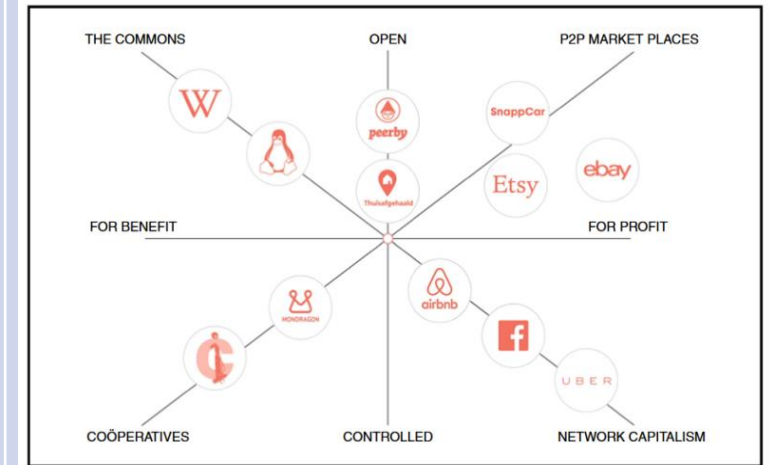 THE COMMONS
OPEN
P2P MARKET PLACES
W
peerby
SnappCar
Thuisafgehaald
Etsy
ebay
FOR BENEFIT
FOR PROFIT
airbnb
MONDRAGON
f
UBER
COÖPERATIVES
CONTROLLED
NETWORK CAPITALISM